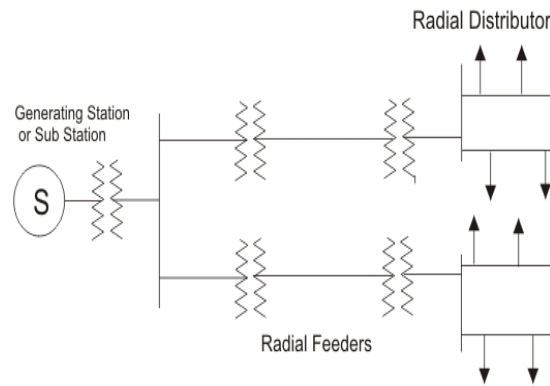 Radial Distributor
Generating Station
or Sub Station
S
Radial Feeders